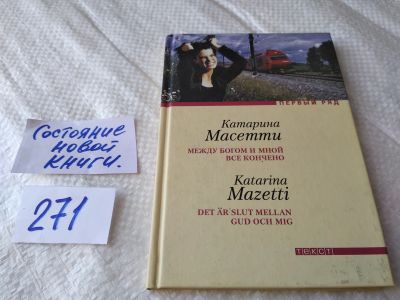 Состояние
новой
книги.
271
ПЕРВЫЙ РЯД
Катарина
Масетти
МЕЖДУ БОГОМ И МНОЙ
ВСЕ КОНЧЕНО
Katarina
Mazetti
DET ÄR SLUT MELLAN
GUD OCH MIG
ТЕКСТ